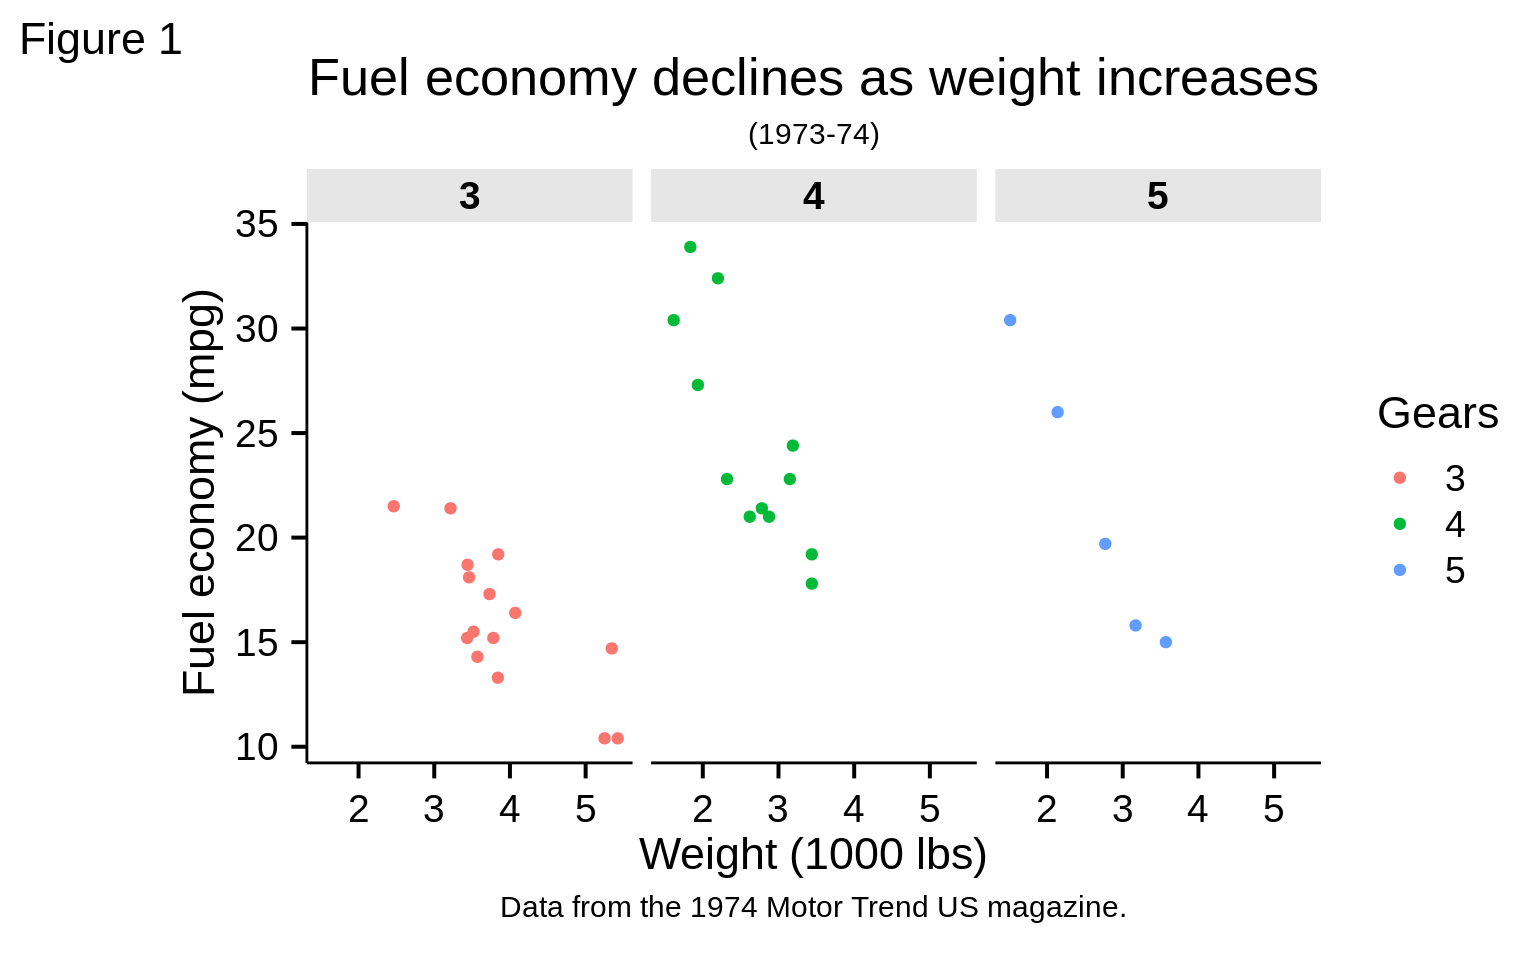 Figure 1
Fuel economy declines as weight increases
(1973-74)
3 4 5
Fuel economy (mpg)
35
30
25
20
15
10
2 3 4 5 2 3 4 5 2 3 4 5
Weight (1000 lbs)
Data from the 1974 Motor Trend US magazine.
Gears
3
4
5